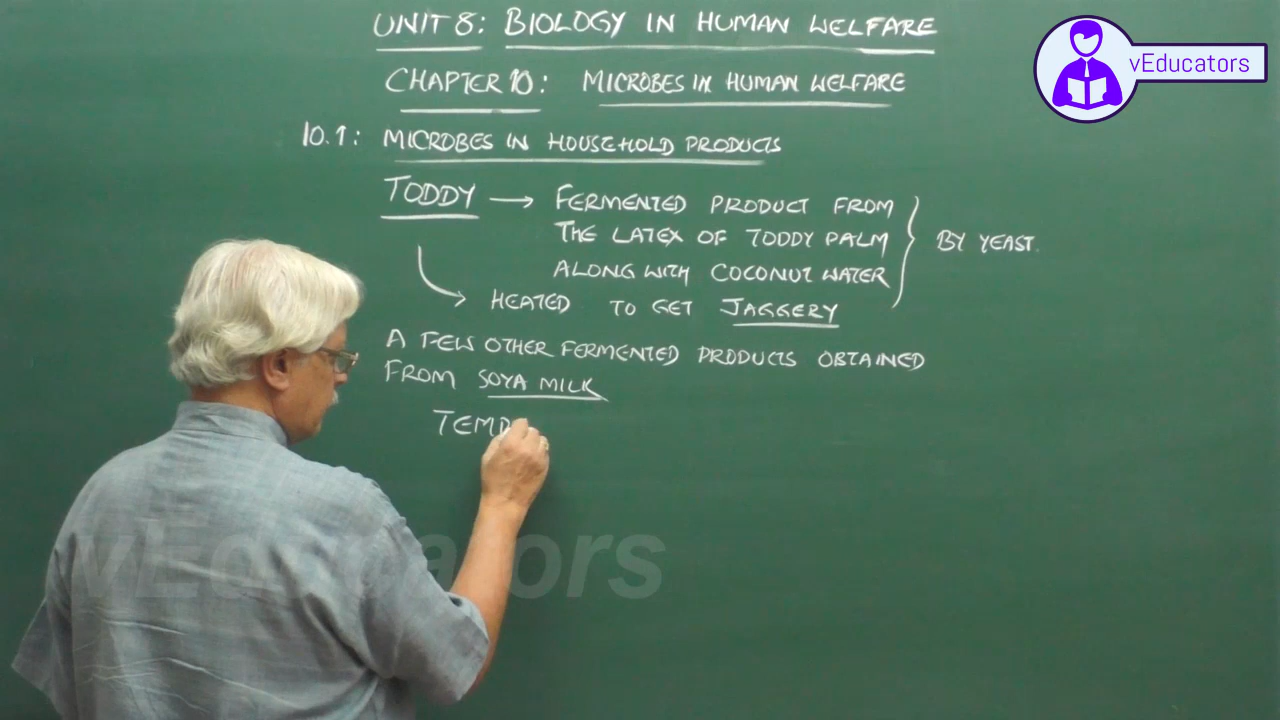 UNIT 8: BIOLOGY IN HUMAN WELFARE
vEducators
CHAPTER 10: MICROBES IN HUMAN WELFARE
10.1: MICROBES IN HOUSEHOLD PRODUCTS
TODDY → FERMENTED PRODUCT FROM
THE LATEX OF TODDY PALM
BY YEAST.
ALONG WITH COCONUT WATER
HEATED TO GET JAGGERY
A FEW OTHER FERMENTED PRODUCTS OBTAINED
FROM SOYA MILK
TEMP
vEducators